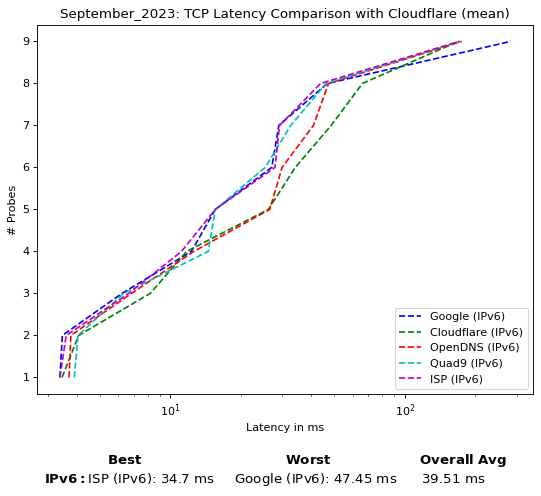 September_2023: TCP Latency Comparison with Cloudflare (mean)
# Probes
9
8
7
6
5
4
3
2
1
Google (IPv6)
Cloudflare (IPv6)
OpenDNS (IPv6)
Quad9 (IPv6)
ISP (IPv6)
10¹ 10²
Latency in ms
Best Worst Overall Avg
IPv6: ISP (IPv6): 34.7 ms Google (IPv6): 47.45 ms 39.51 ms